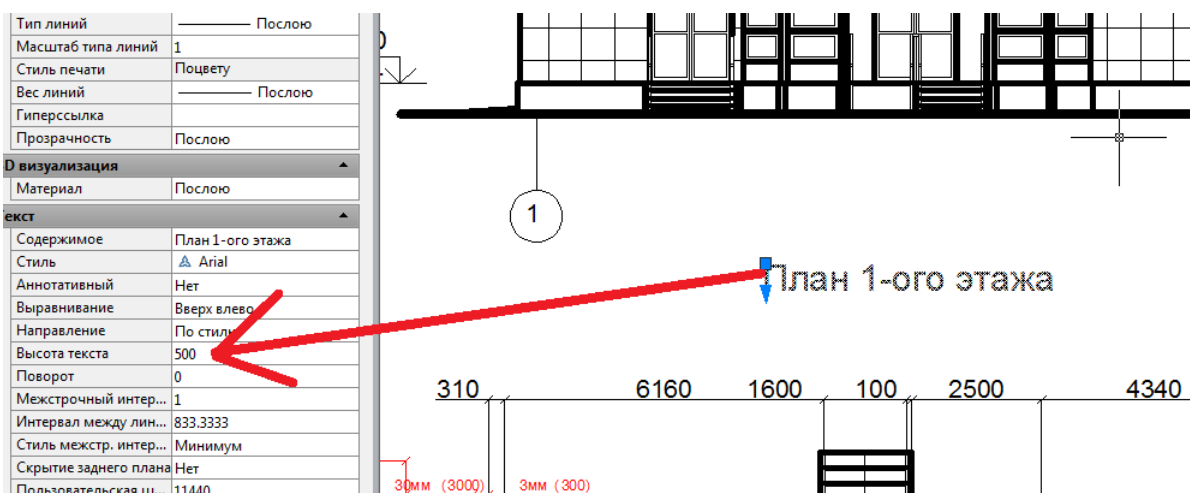 Тип линий Послою
Масштаб типа линий 1
Стиль печати Поцвету
Вес линий Послою
Гиперссылка
Прозрачность Послою
D визуализация
Материал Послою
екст
Содержимое План 1-ого этажа
Стиль Arial
Аннотативный Нет
Выравнивание Вверх влево
Направление По стилю
Высота текста 500
Поворот 0
Межстрочный интер... 1
Интервал между лин... 833.3333
Стиль межстр. интер... Минимум
Скрытие заднего плана Нет
Пользовательская 11440
1
План 1-ого этажа
310 6160 1600 100 2500 4340
30мм (3000) 3мм (300)